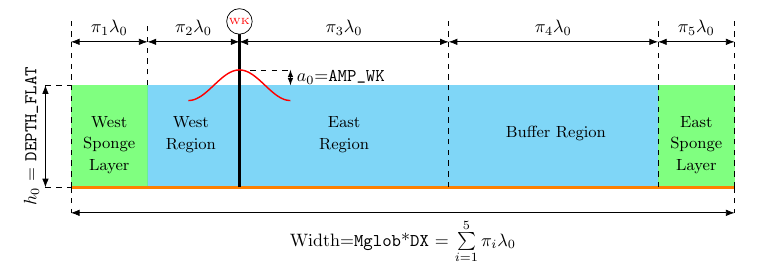 WK
π₁λ₀ π₂λ₀ π₃λ₀ π₄λ₀ π₅λ₀
a₀=AMP_WK
h₀ = DEPTH_FLAT
West
Sponge
Layer
West
Region
East
Region
Buffer Region
East
Sponge
Layer
Width=Mglob*DX = ∑_{i=1}^{5} πᵢλ₀